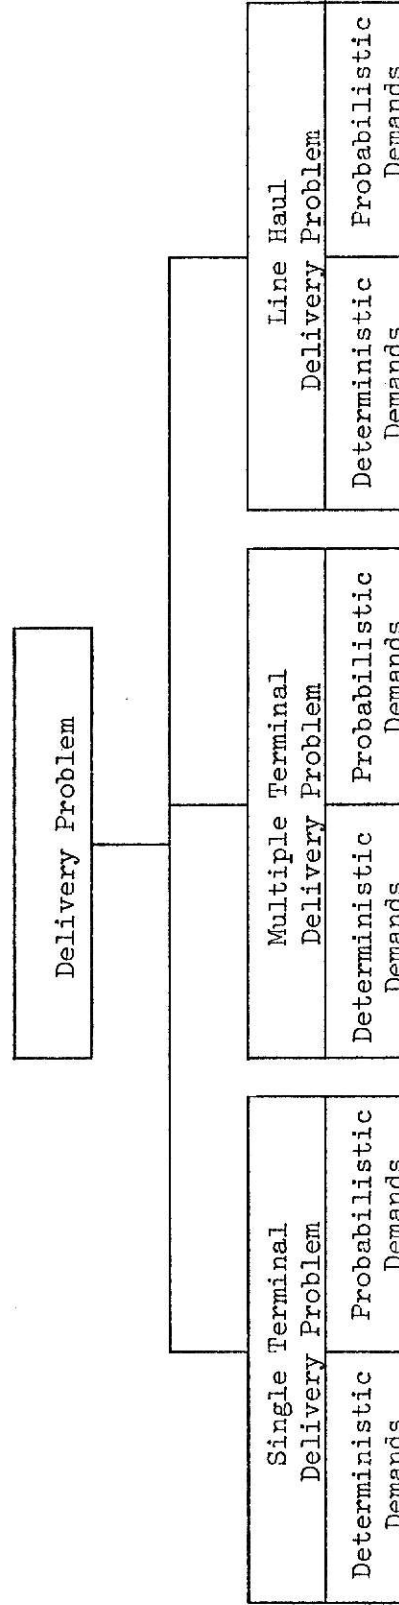 Delivery Problem
Single Terminal
Delivery Problem
Deterministic
Demands
Probabilistic
Demands
Multiple Terminal
Delivery Problem
Deterministic
Demands
Probabilistic
Demands
Line Haul
Delivery Problem
Deterministic
Demands
Probabilistic
Demands